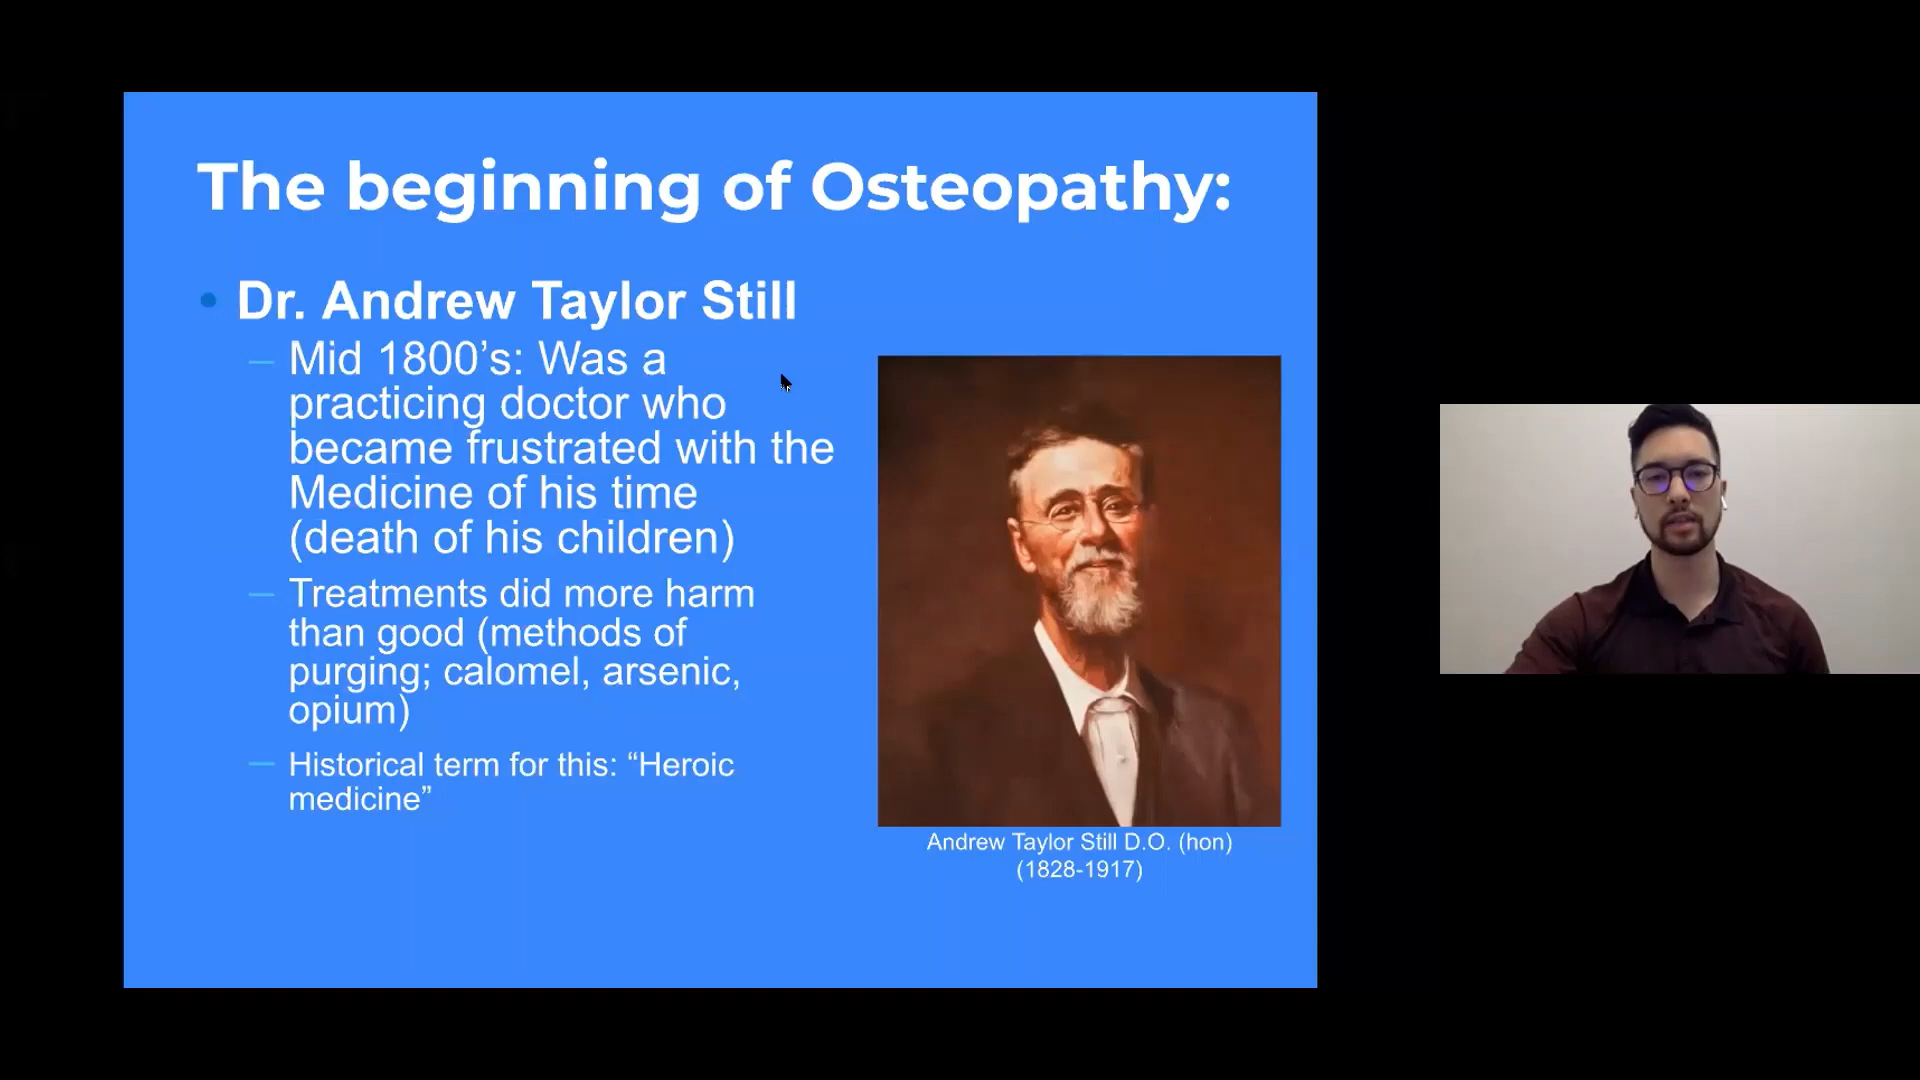 The beginning of Osteopathy:
• Dr. Andrew Taylor Still
– Mid 1800’s: Was a
practicing doctor who
became frustrated with the
Medicine of his time
(death of his children)
– Treatments did more harm
than good (methods of
purging; calomel, arsenic,
opium)
– Historical term for this: “Heroic
medicine”
Andrew Taylor Still D.O. (hon)
(1828-1917)